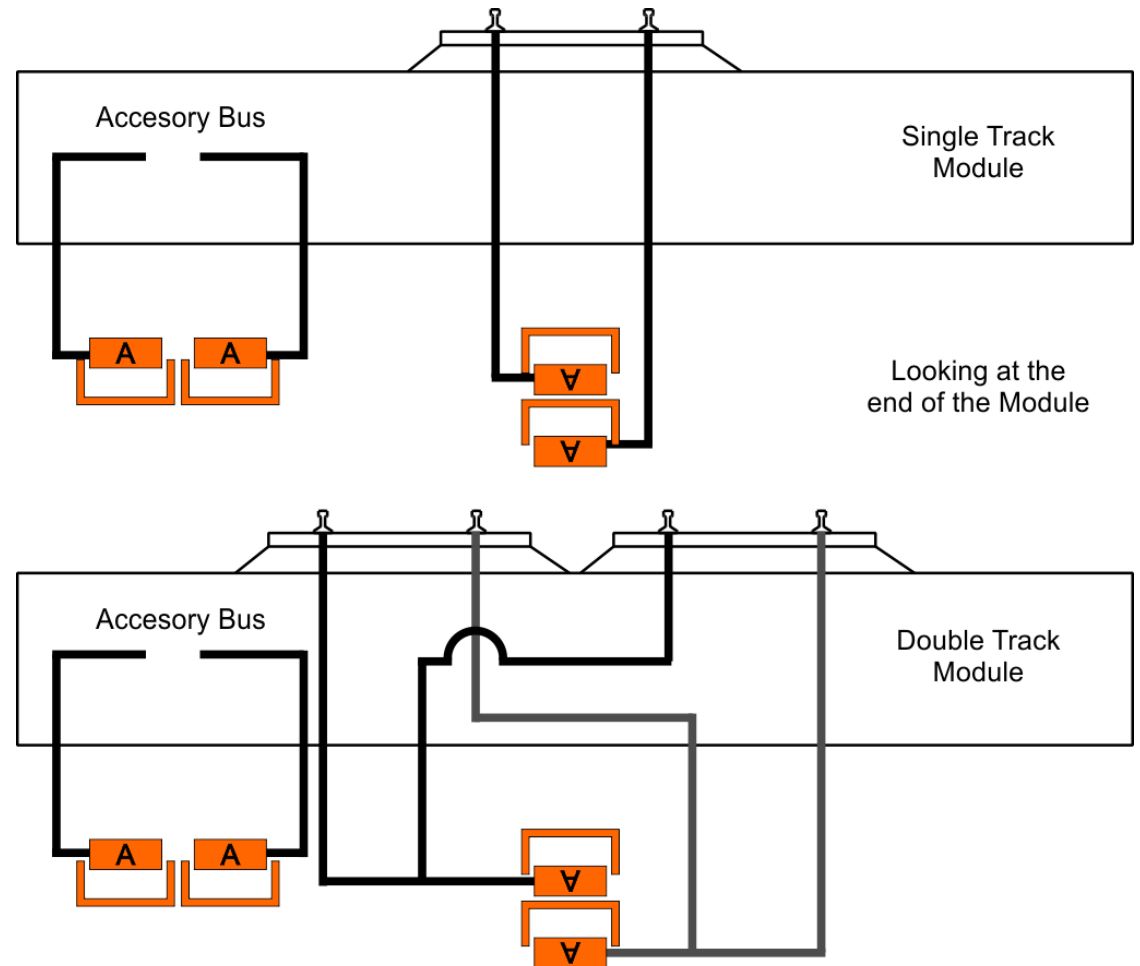 Accesory Bus
Single Track
Module
A A
A
A
Looking at the
end of the Module
Accesory Bus
Double Track
Module
A A
A
A